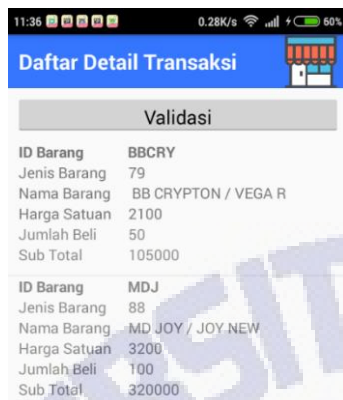 11:36 0.28K/s 60%
Daftar Detail Transaksi
Validasi
ID Barang BBCRY
Jenis Barang 79
Nama Barang BB CRYPTON / VEGA R
Harga Satuan 2100
Jumlah Beli 50
Sub Total 105000
ID Barang MDJ
Jenis Barang 88
Nama Barang MD JOY / JOY NEW
Harga Satuan 3200
Jumlah Beli 100
Sub Total 320000